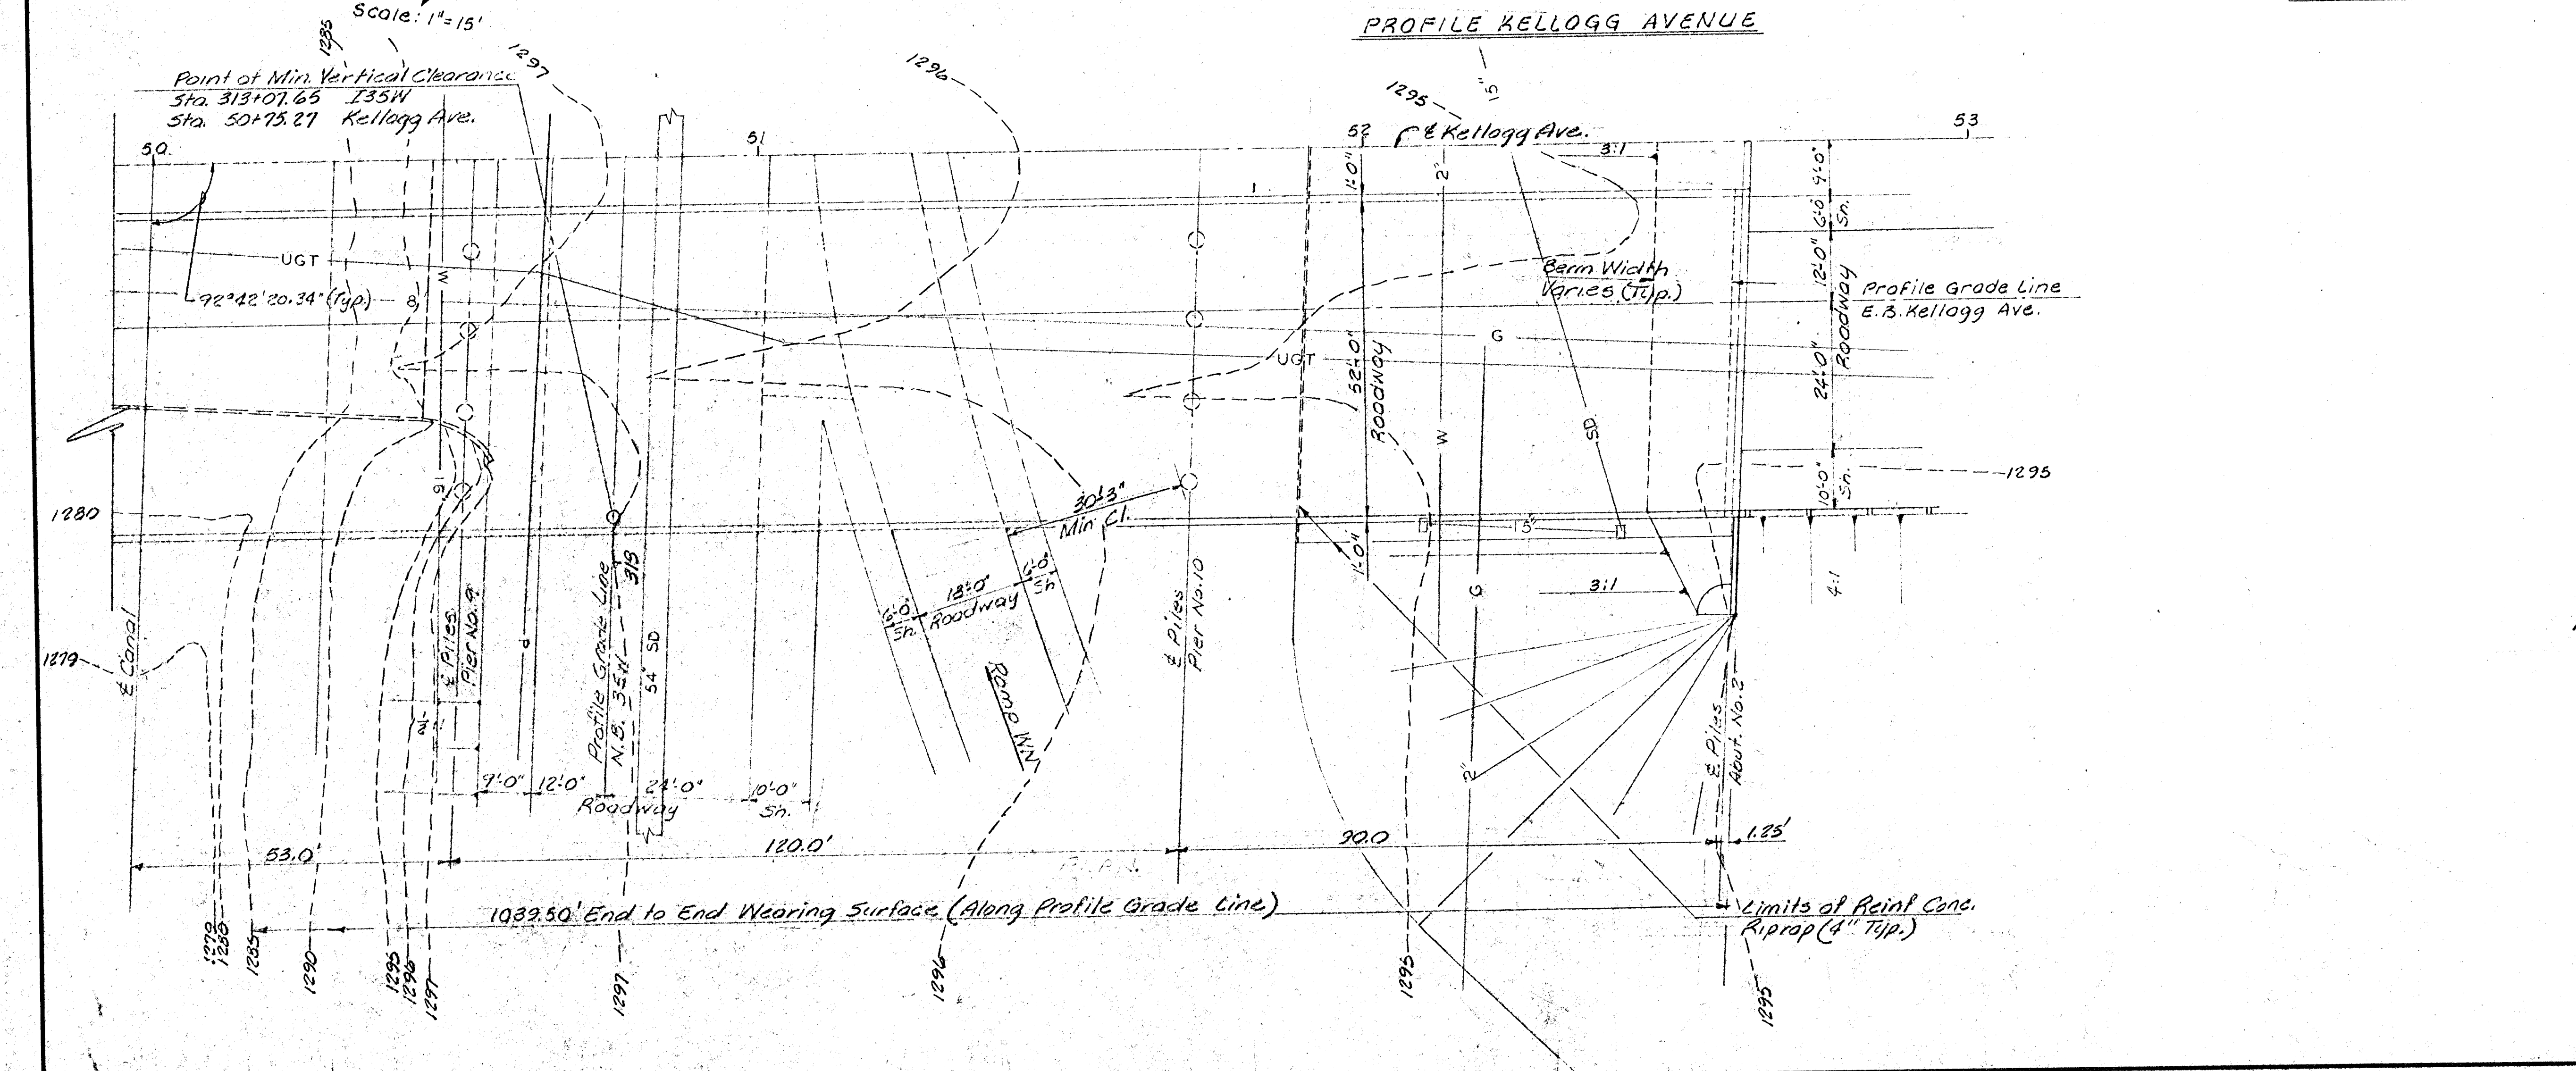 Scale: 1"=15'
PROFILE KELLOGG AVENUE
1285
1297
1296
1295
15"
Point of Min. Vertical Clearance
Sta. 313+07.65 I35W
Sta. 50+75.27 Kellogg Ave.
50
51
52
℄ Kellogg Ave.
53
3:1
1'-0"
2"
9'-0"
6'-0"
Sh.
UGT
W
92°42'20.34" (Typ.)
8"
Berm Width
Varies (Typ.)
12'-0"
Profile Grade Line
E.B. Kellogg Ave.
24'-0"
Roadway
G
UGT
52'-0"
Roadway
W
SD
16"
10'-0"
Sh.
1295
1280
30'-3"
Min. Cl.
15"
1'-0"
3:1
4:1
G
313
6'-0"
Sh.
18'-0"
Roadway
6'-0"
Sh.
1279
℄ Canal
℄ Piles
Pier No. 9
Profile Grade Line
N.B. 35W
54" SD
Ramp WN
℄ Piles
Pier No. 10
℄ Piles
Abut. No. 2
9'-0"
12'-0"
24'-0"
10'-0"
Roadway
Sh.
2"
53.0'
120.0'
90.0
1.25'
1039.50' End to End Wearing Surface (Along Profile Grade Line)
Limits of Reinf. Conc.
Riprap (4" Typ.)
1279
1280
1285
1290
1295
1296
1297
1297
1296
1295
1295